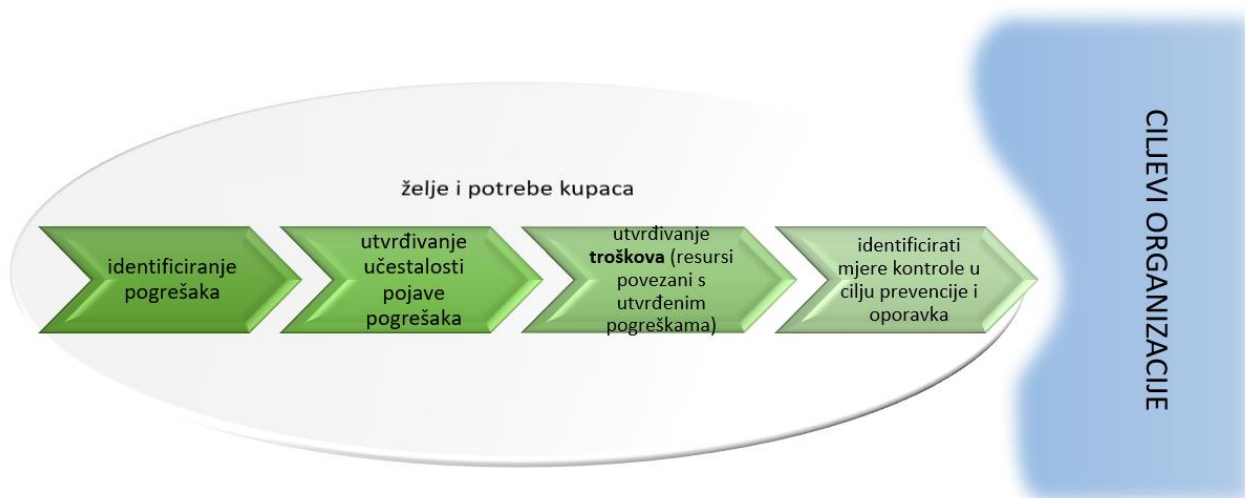 želje i potrebe kupaca
identificiranje
pogrešaka
utvrđivanje
učestalosti
pojave
pogrešaka
utvrđivanje
troškova (resursi
povezani s
utvrđenim
pogreškama)
identificirati
mjere kontrole u
cilju prevencije i
oporavka
CILJEVI ORGANIZACIJE